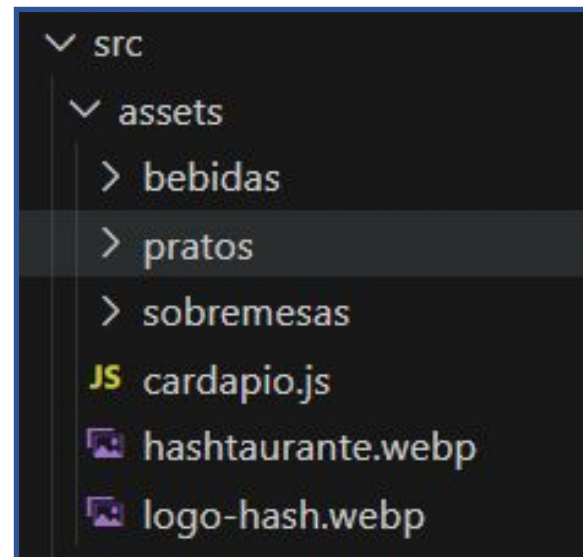 src
assets
bebidas
pratos
sobremesas
JS cardapio.js
hashtaurante.webp
logo-hash.webp